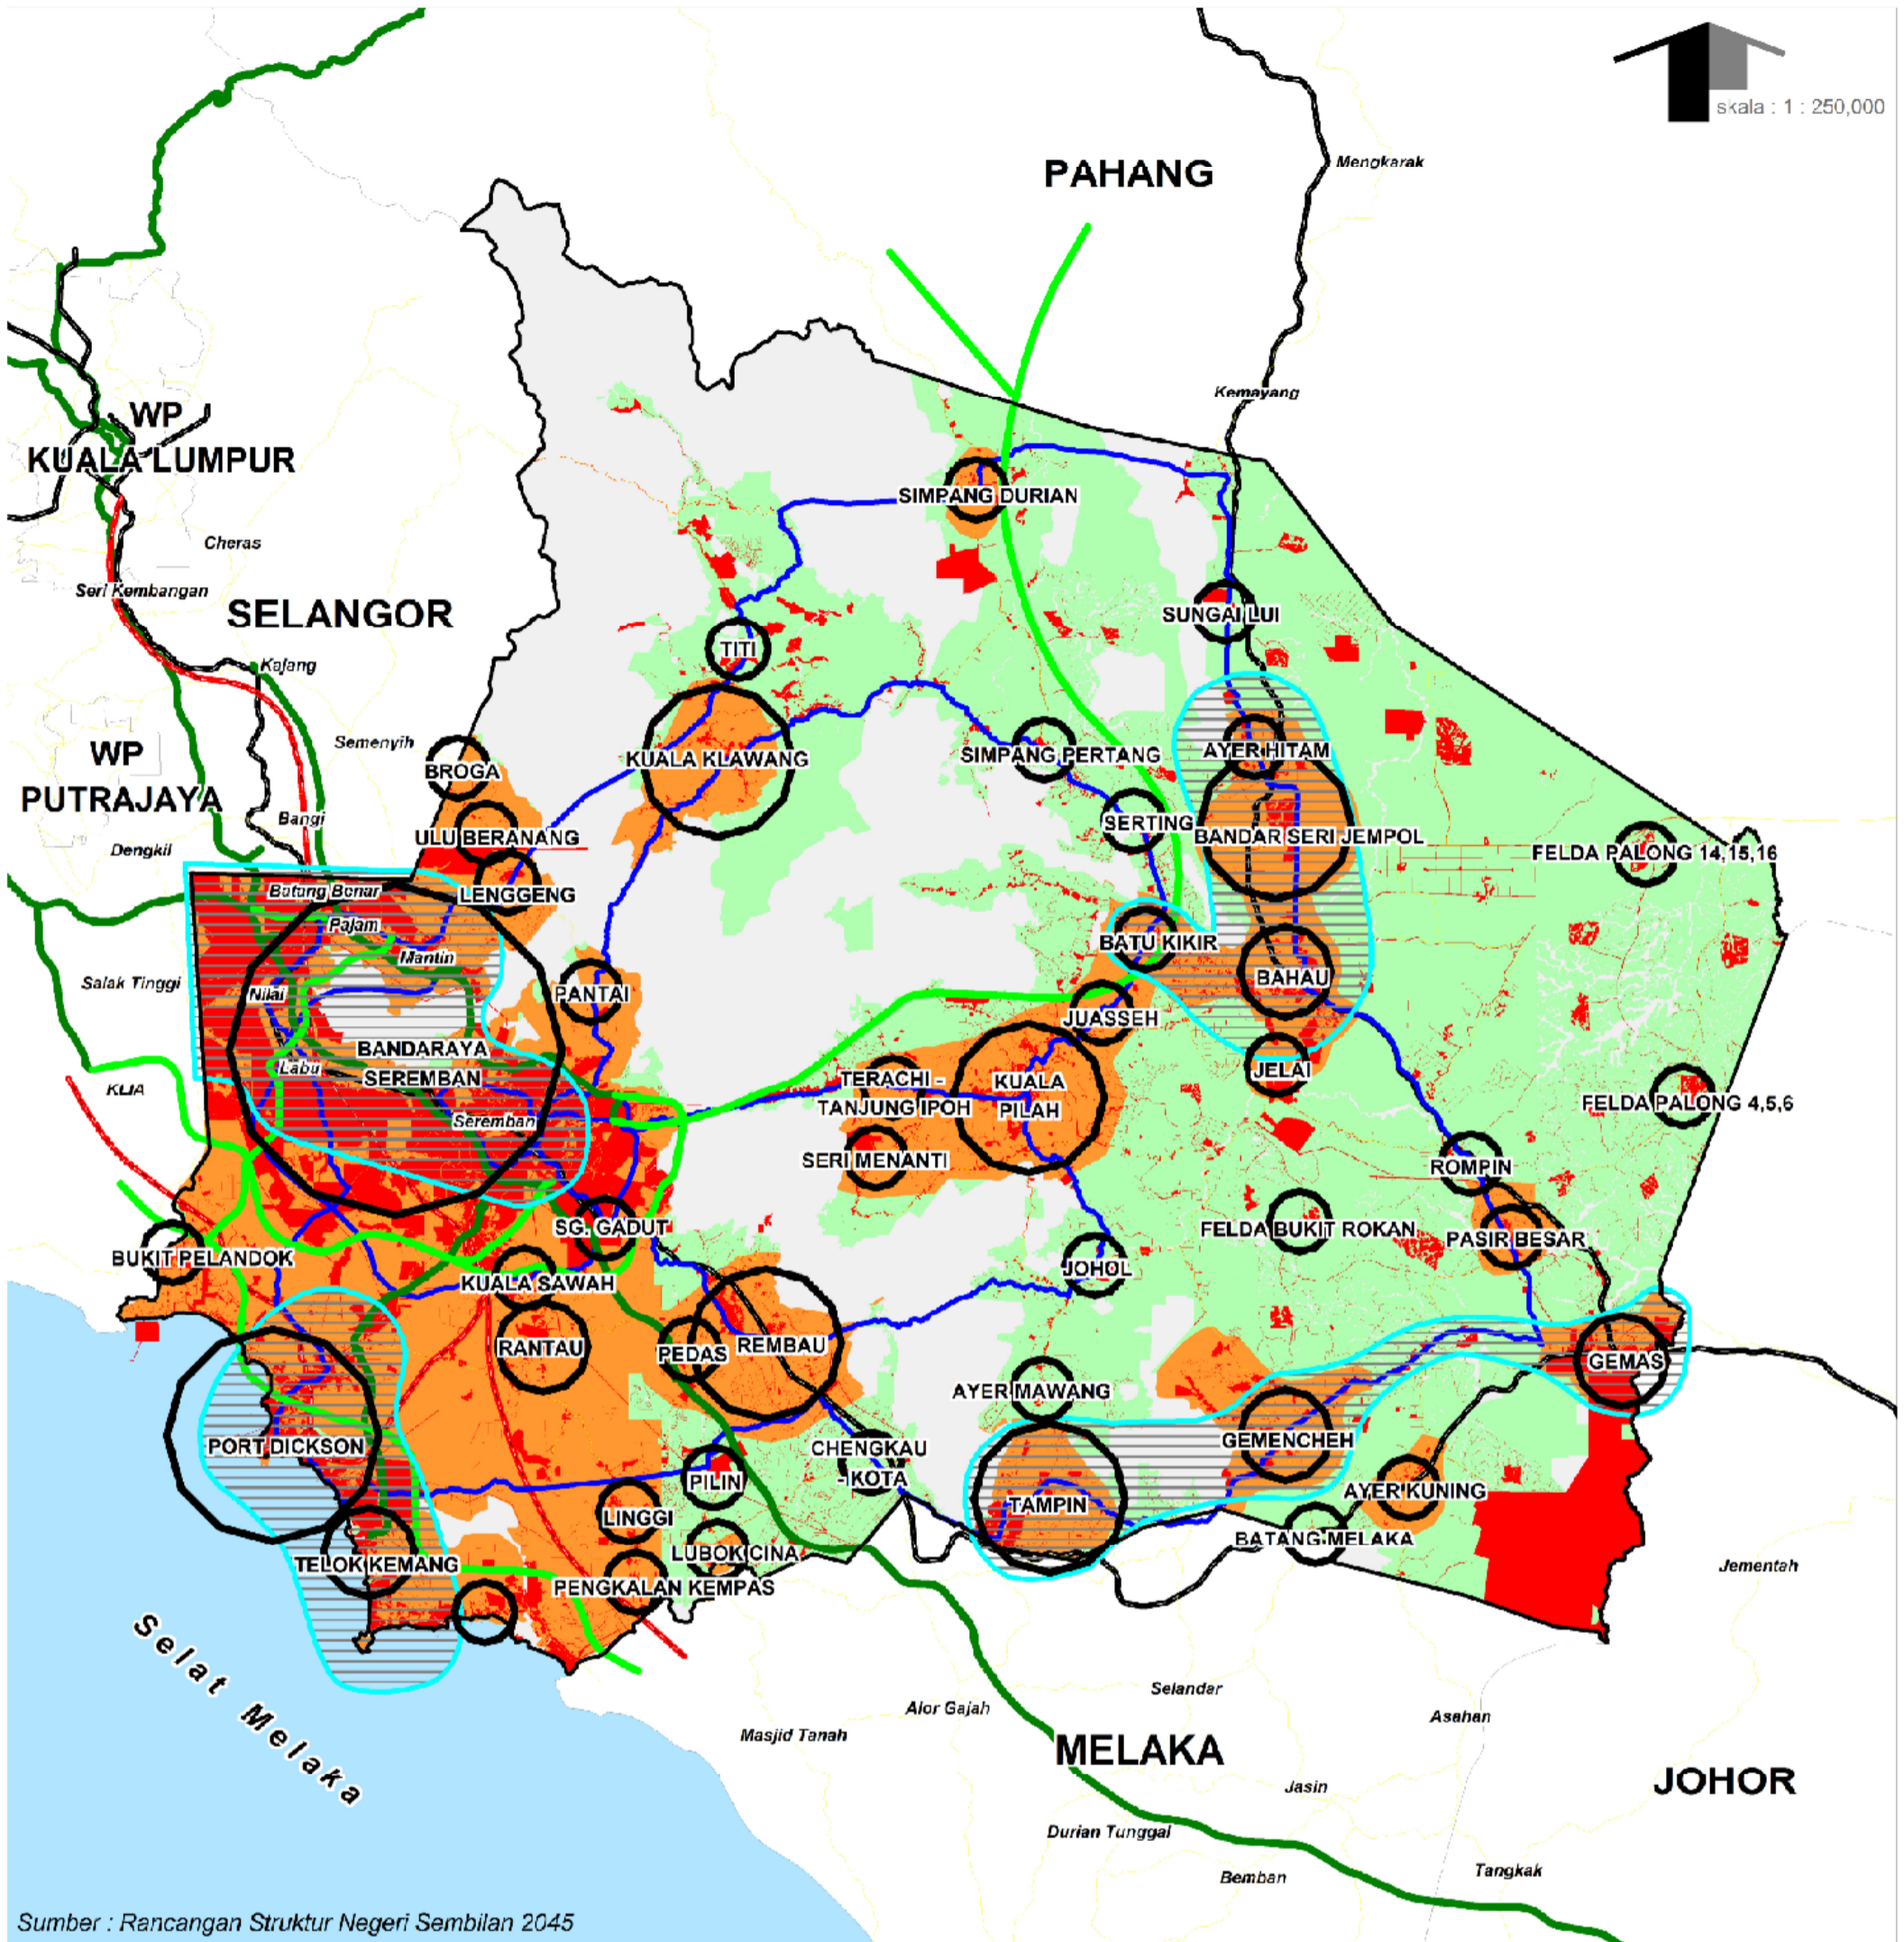 skala : 1 : 250,000
PAHANG
Mengkarak
Kemayang
WP
KUALA LUMPUR
Cheras
Seri Kembangan
SELANGOR
Kajang
Semenyih
WP
PUTRAJAYA
Bangi
Dengkil
SIMPANG DURIAN
SUNGAI LUI
TITI
KUALA KLAWANG
SIMPANG PERTANG
AYER HITAM
BROGA
ULU BERANANG
SERTING
BANDAR SERI JEMPOL
FELDA PALONG 14,15,16
LENGGENG
Batang Benar
Pajam
Mantin
BATU KIKIR
BAHAU
Salak Tinggi
Nilai
PANTAI
JUASSEH
BANDARAYA
SEREMBAN
Labu
KLIA
Seremban
TERACHI -
TANJUNG IPOH
KUALA
PILAH
JELAI
FELDA PALONG 4,5,6
SERI MENANTI
ROMPIN
SG. GADUT
FELDA BUKIT ROKAN
PASIR BESAR
BUKIT PELANDOK
KUALA SAWAH
JOHOL
RANTAU
PEDAS
REMBAU
GEMAS
AYER MAWANG
PORT DICKSON
CHENGKAU
- KOTA
GEMENCHEH
PILIN
AYER KUNING
TAMPIN
LINGGI
BATANG MELAKA
LUBOK CINA
TELOK KEMANG
PENGKALAN KEMPAS
Jementah
Selat Melaka
Selandar
Alor Gajah
Asahan
Masjid Tanah
MELAKA
Jasin
JOHOR
Durian Tunggal
Bemban
Tangkak
Sumber : Rancangan Struktur Negeri Sembilan 2045